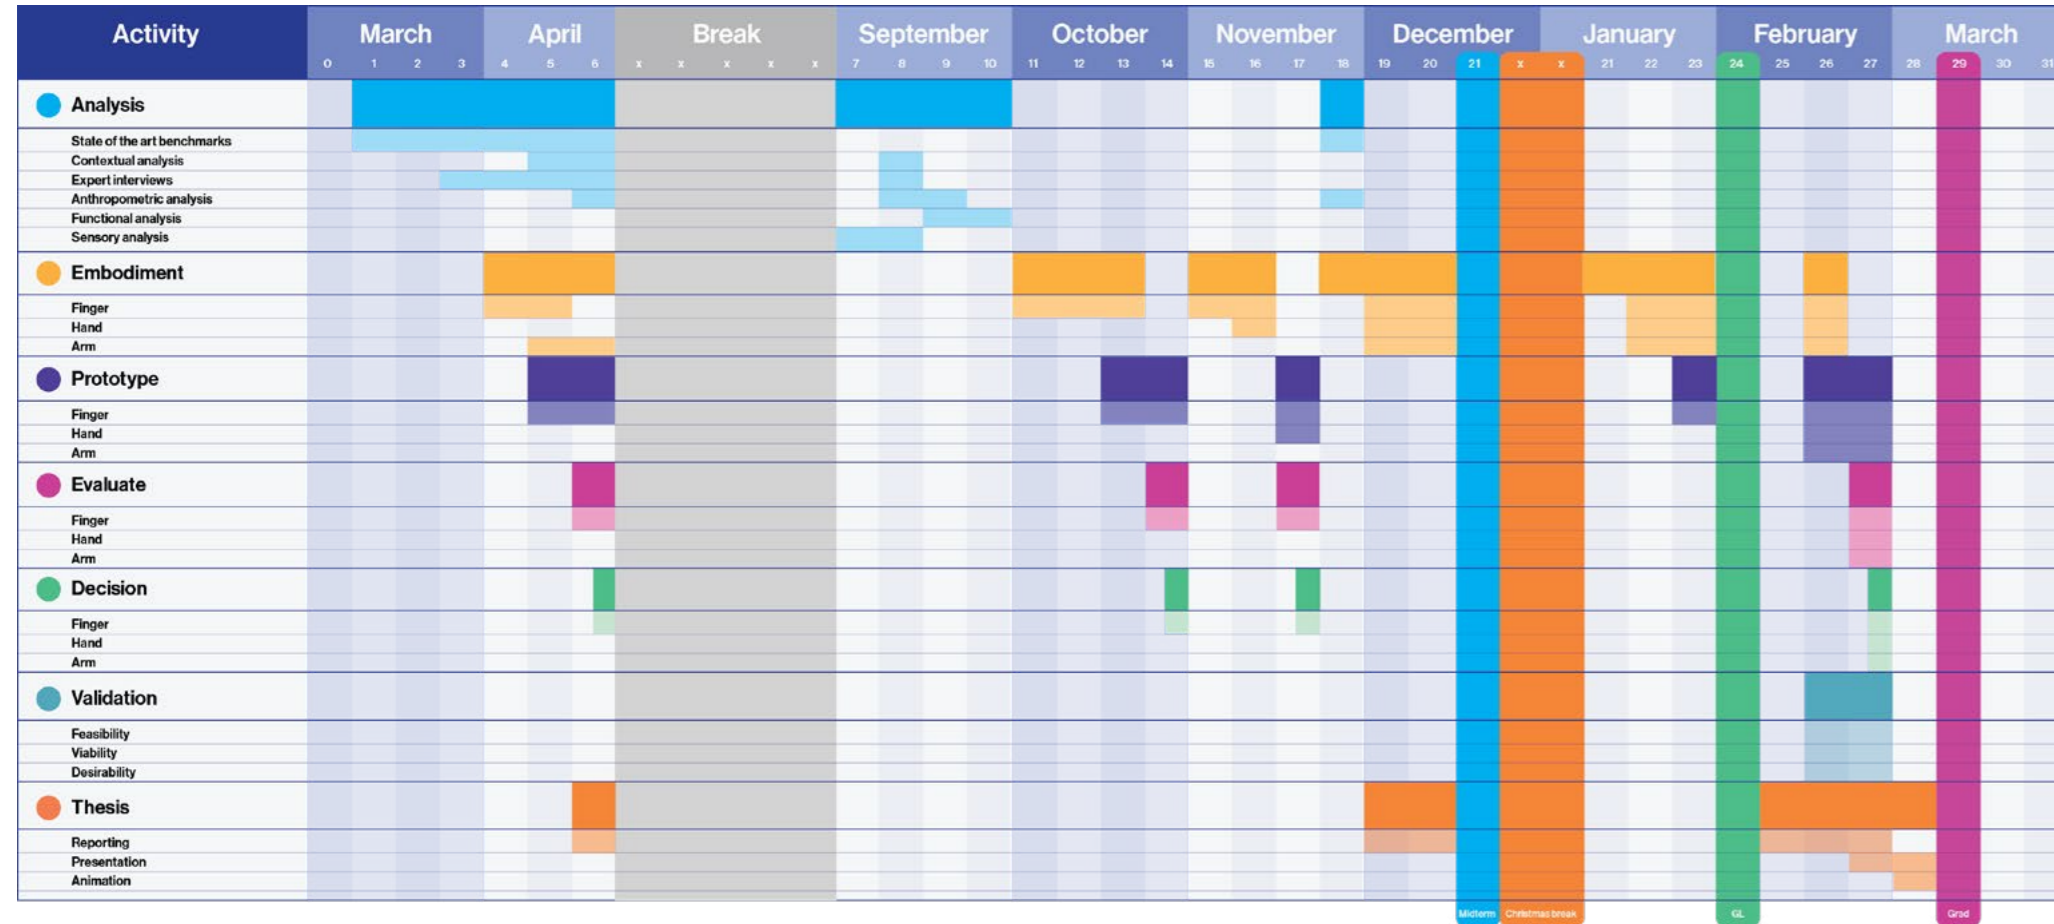 Activity March April Break September October November December January February March
0 1 2 3 4 5 6 x x x x x 7 8 9 10 11 12 13 14 15 16 17 18 19 20 21 x x 21 22 23 24 25 26 27 28 29 30 31
Analysis
State of the art benchmarks
Contextual analysis
Expert interviews
Anthropometric analysis
Functional analysis
Sensory analysis
Embodiment
Finger
Hand
Arm
Prototype
Finger
Hand
Arm
Evaluate
Finger
Hand
Arm
Decision
Finger
Hand
Arm
Validation
Feasibility
Viability
Desirability
Thesis
Reporting
Presentation
Animation
Midterm Christmas break GL Grad